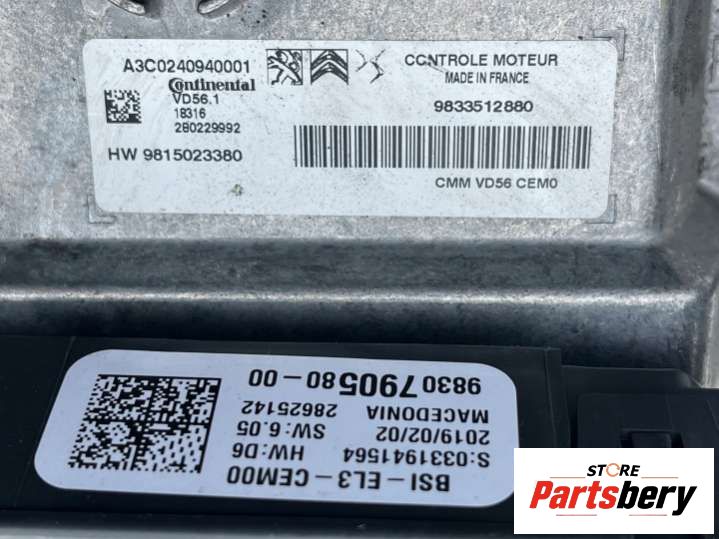 A3C0240940001
Continental
VD56.1
18316
280229992
HW 9815023380
CONTROLE MOTEUR
MADE IN FRANCE
9833512880
CMM VD56 CEM0
BSI-EL3-CEM00
S:0331941564 HW:D6
2019/02/02 SW:6.05
MACEDONIA 28625142
9830790580-00
STORE
Partsbery